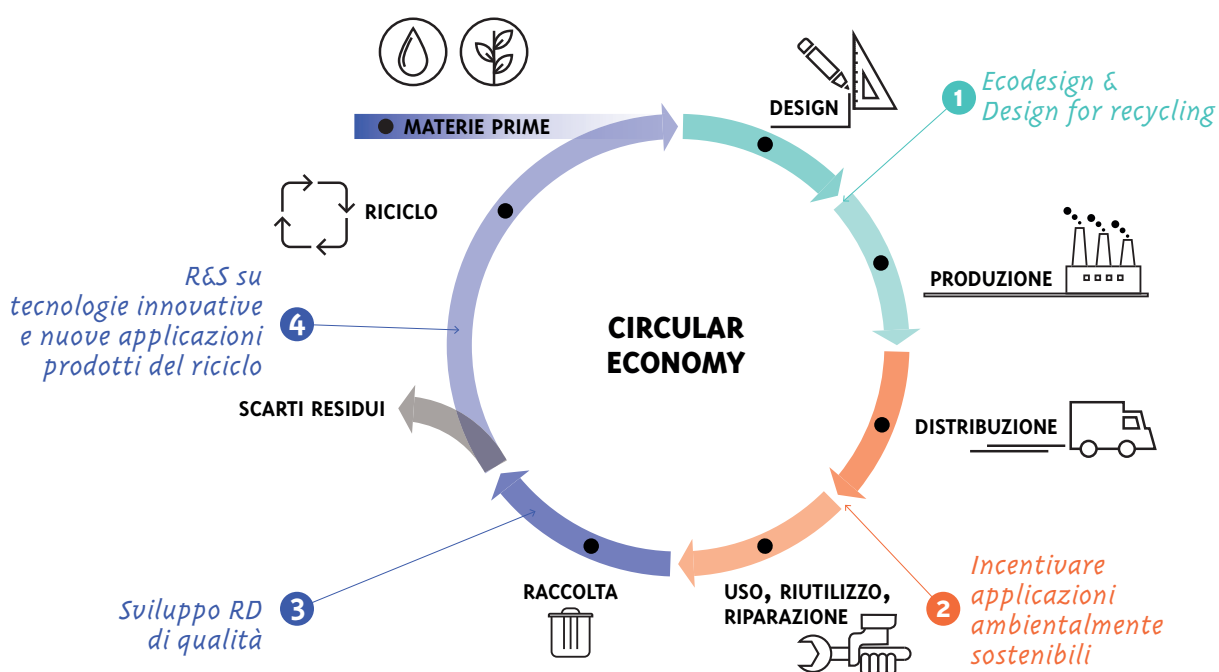 MATERIE PRIME
DESIGN
1
Ecodesign &
Design for recycling
RICICLO
PRODUZIONE
R&S su
tecnologie innovative
e nuove applicazioni
prodotti del riciclo
4
CIRCULAR
ECONOMY
SCARTI RESIDUI
DISTRIBUZIONE
Sviluppo RD
di qualità
3
RACCOLTA
USO, RIUTILIZZO,
RIPARAZIONE
2
Incentivare
applicazioni
ambientalmente
sostenibili